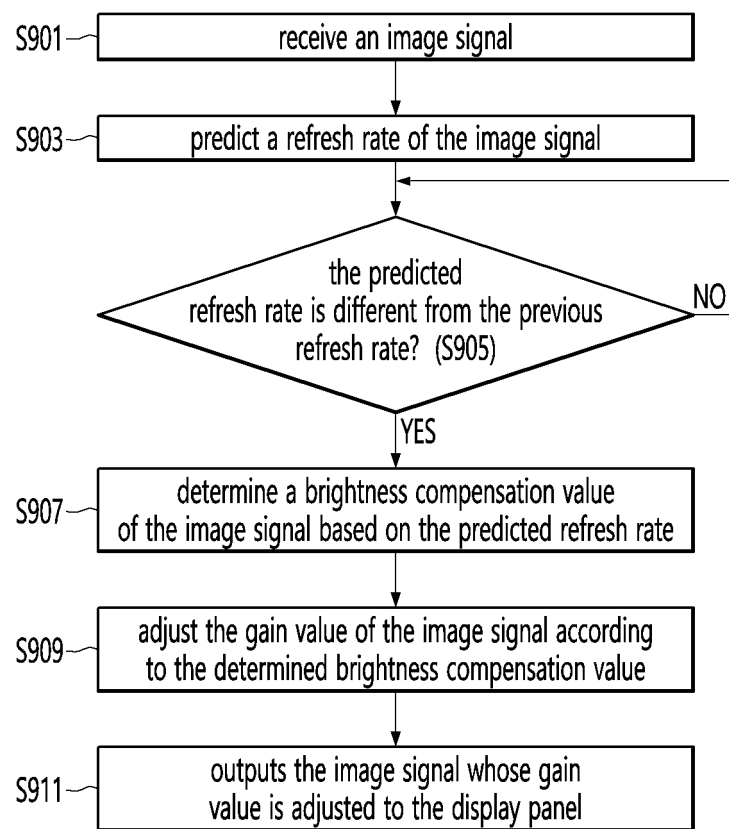 S901
receive an image signal
S903
predict a refresh rate of the image signal
the predicted
refresh rate is different from the previous
refresh rate? (S905)
NO
YES
S907
determine a brightness compensation value
of the image signal based on the predicted refresh rate
S909
adjust the gain value of the image signal according
to the determined brightness compensation value
S911
outputs the image signal whose gain
value is adjusted to the display panel